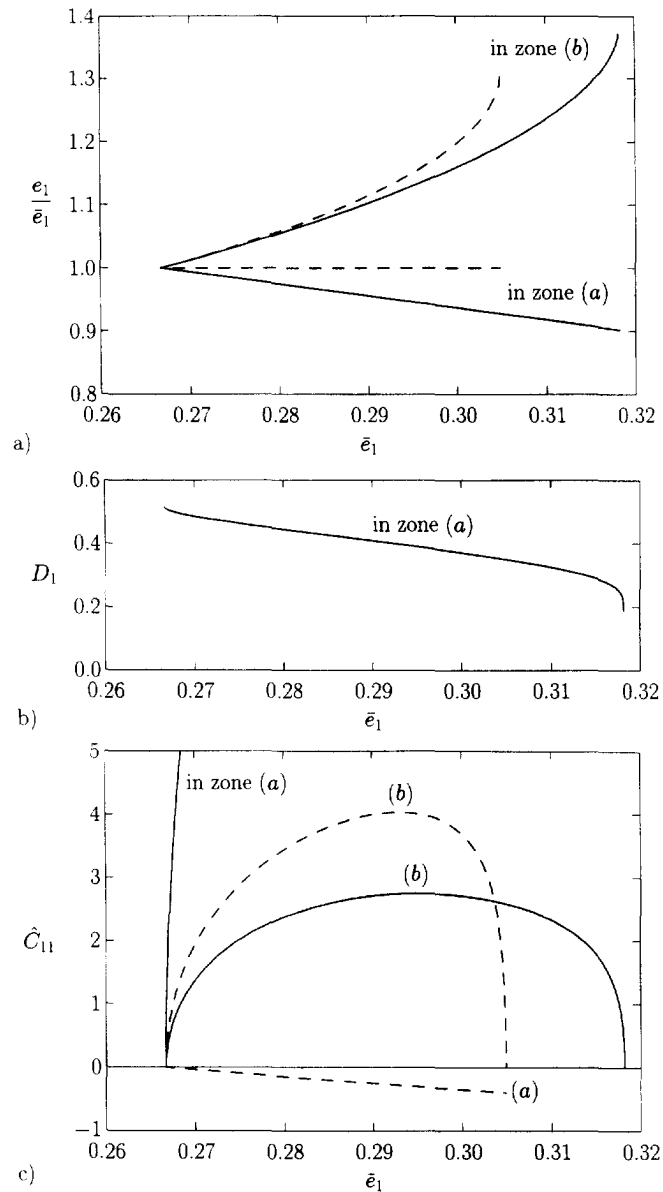 1.4
1.3
1.2
1.1
1.0
0.9
0.8
e₁
ē₁
in zone (b)
in zone (a)
0.26 0.27 0.28 0.29 0.30 0.31 0.32
ē₁
a)
0.6
0.4
0.2
0.0
D₁
in zone (a)
0.26 0.27 0.28 0.29 0.30 0.31 0.32
ē₁
b)
5
4
3
2
1
0
−1
Ĉ₁₁
in zone (a)
(b)
(b)
(a)
0.26 0.27 0.28 0.29 0.30 0.31 0.32
ē₁
c)